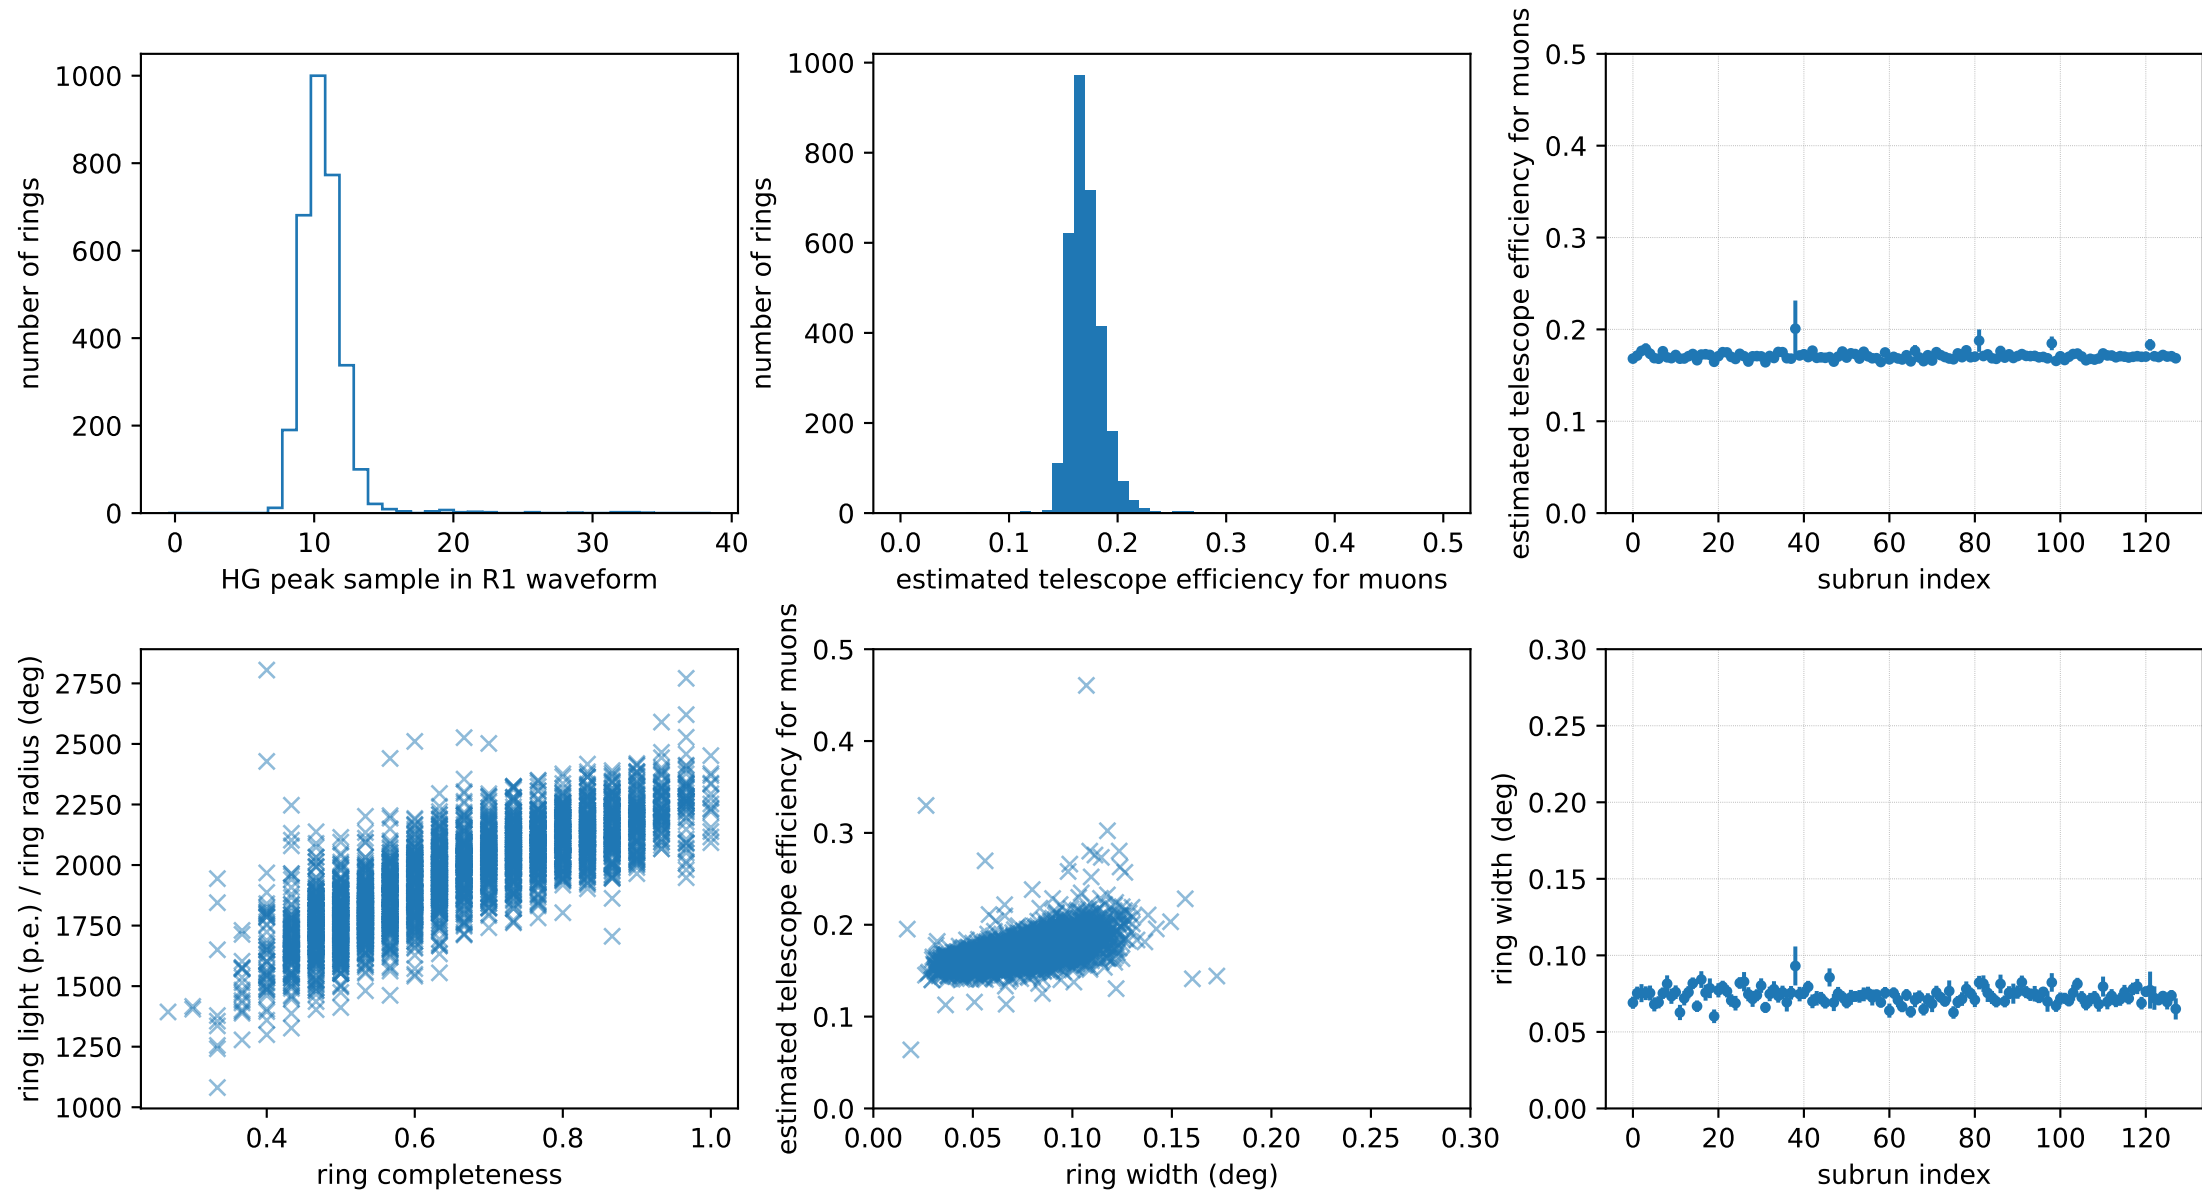 1000
800
600
400
200
0
number of rings
0 10 20 30 40
HG peak sample in R1 waveform
1000
800
600
400
200
0
number of rings
0.0 0.1 0.2 0.3 0.4 0.5
estimated telescope efficiency for muons
0.5
0.4
0.3
0.2
0.1
0.0
estimated telescope efficiency for muons
0 20 40 60 80 100 120
subrun index
2750
2500
2250
2000
1750
1500
1250
1000
ring light (p.e.) / ring radius (deg)
0.4 0.6 0.8 1.0
ring completeness
0.5
0.4
0.3
0.2
0.1
0.0
estimated telescope efficiency for muons
0.00 0.05 0.10 0.15 0.20 0.25 0.30
ring width (deg)
0.30
0.25
0.20
0.15
0.10
0.05
0.00
ring width (deg)
0 20 40 60 80 100 120
subrun index